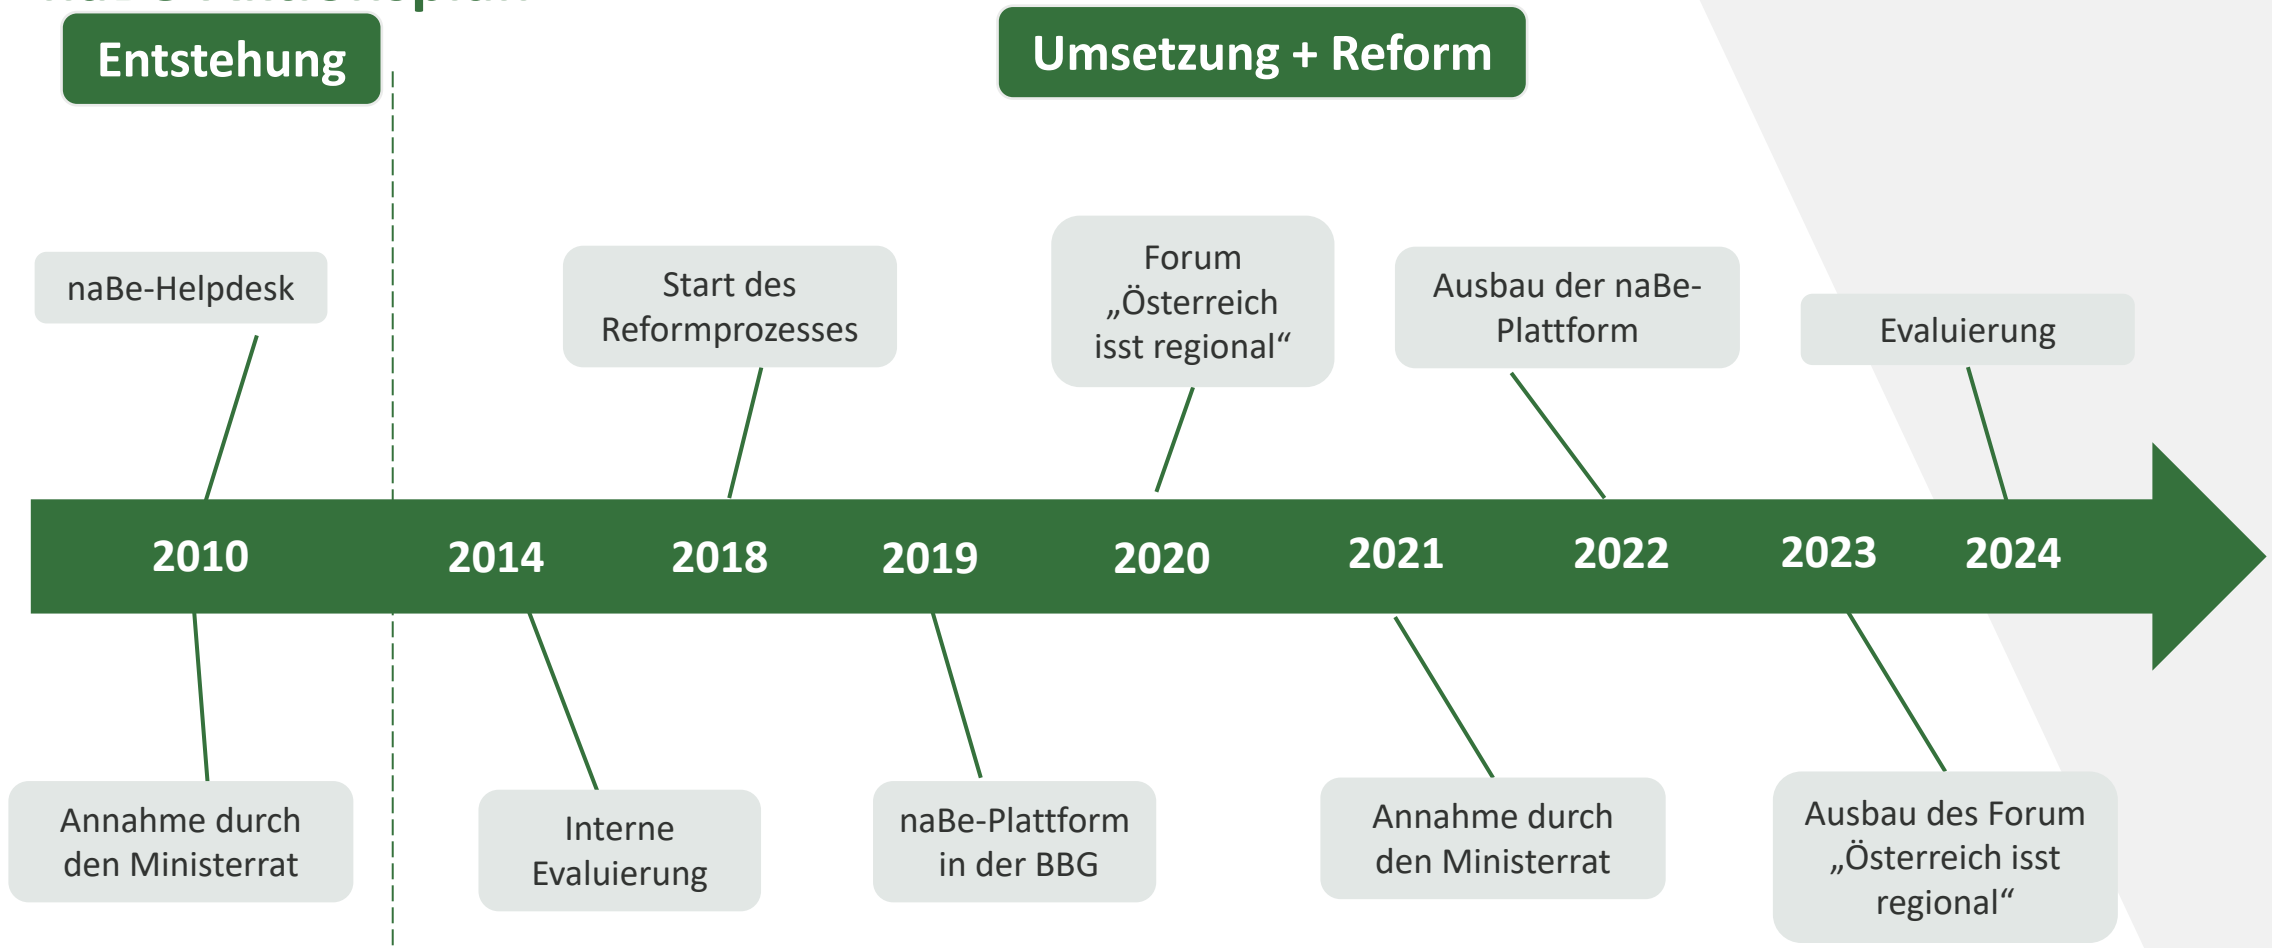 Entstehung
Umsetzung + Reform
naBe-Helpdesk
Start des
Reformprozesses
Forum
„Österreich
isst regional“
Ausbau der naBe-
Plattform
Evaluierung
2010
2014
2018
2019
2020
2021
2022
2023
2024
Annahme durch
den Ministerrat
Interne
Evaluierung
naBe-Plattform
in der BBG
Annahme durch
den Ministerrat
Ausbau des Forum
„Österreich isst
regional“